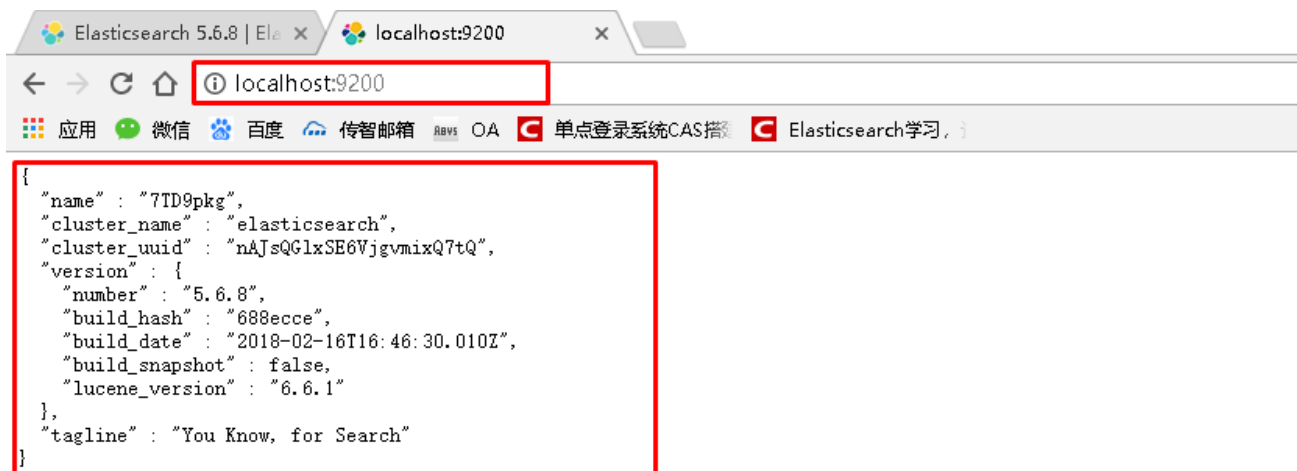 Elasticsearch 5.6.8 | Ela
localhost:9200
localhost:9200
应用 微信 百度 传智邮箱 OA 单点登录系统CAS搭 Elasticsearch学习,
{
"name" : "7TD9pkg",
"cluster_name" : "elasticsearch",
"cluster_uuid" : "nAJsQGlxSE6VjgvmixQ7tQ",
"version" : {
"number" : "5.6.8",
"build_hash" : "688ecce",
"build_date" : "2018-02-16T16:46:30.010Z",
"build_snapshot" : false,
"lucene_version" : "6.6.1"
},
"tagline" : "You Know, for Search"
}